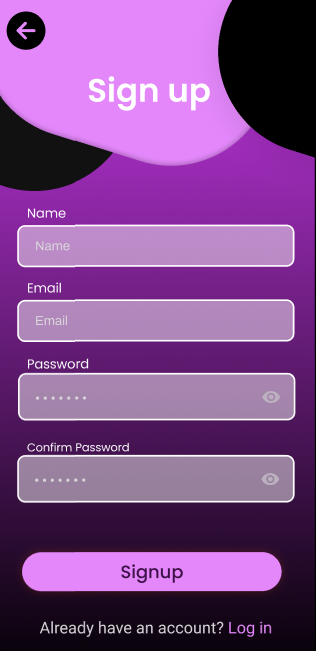 Sign up
Name
Name
Email
Email
Password
•••••••
Confirm Password
•••••••
Signup
Already have an account? Log in